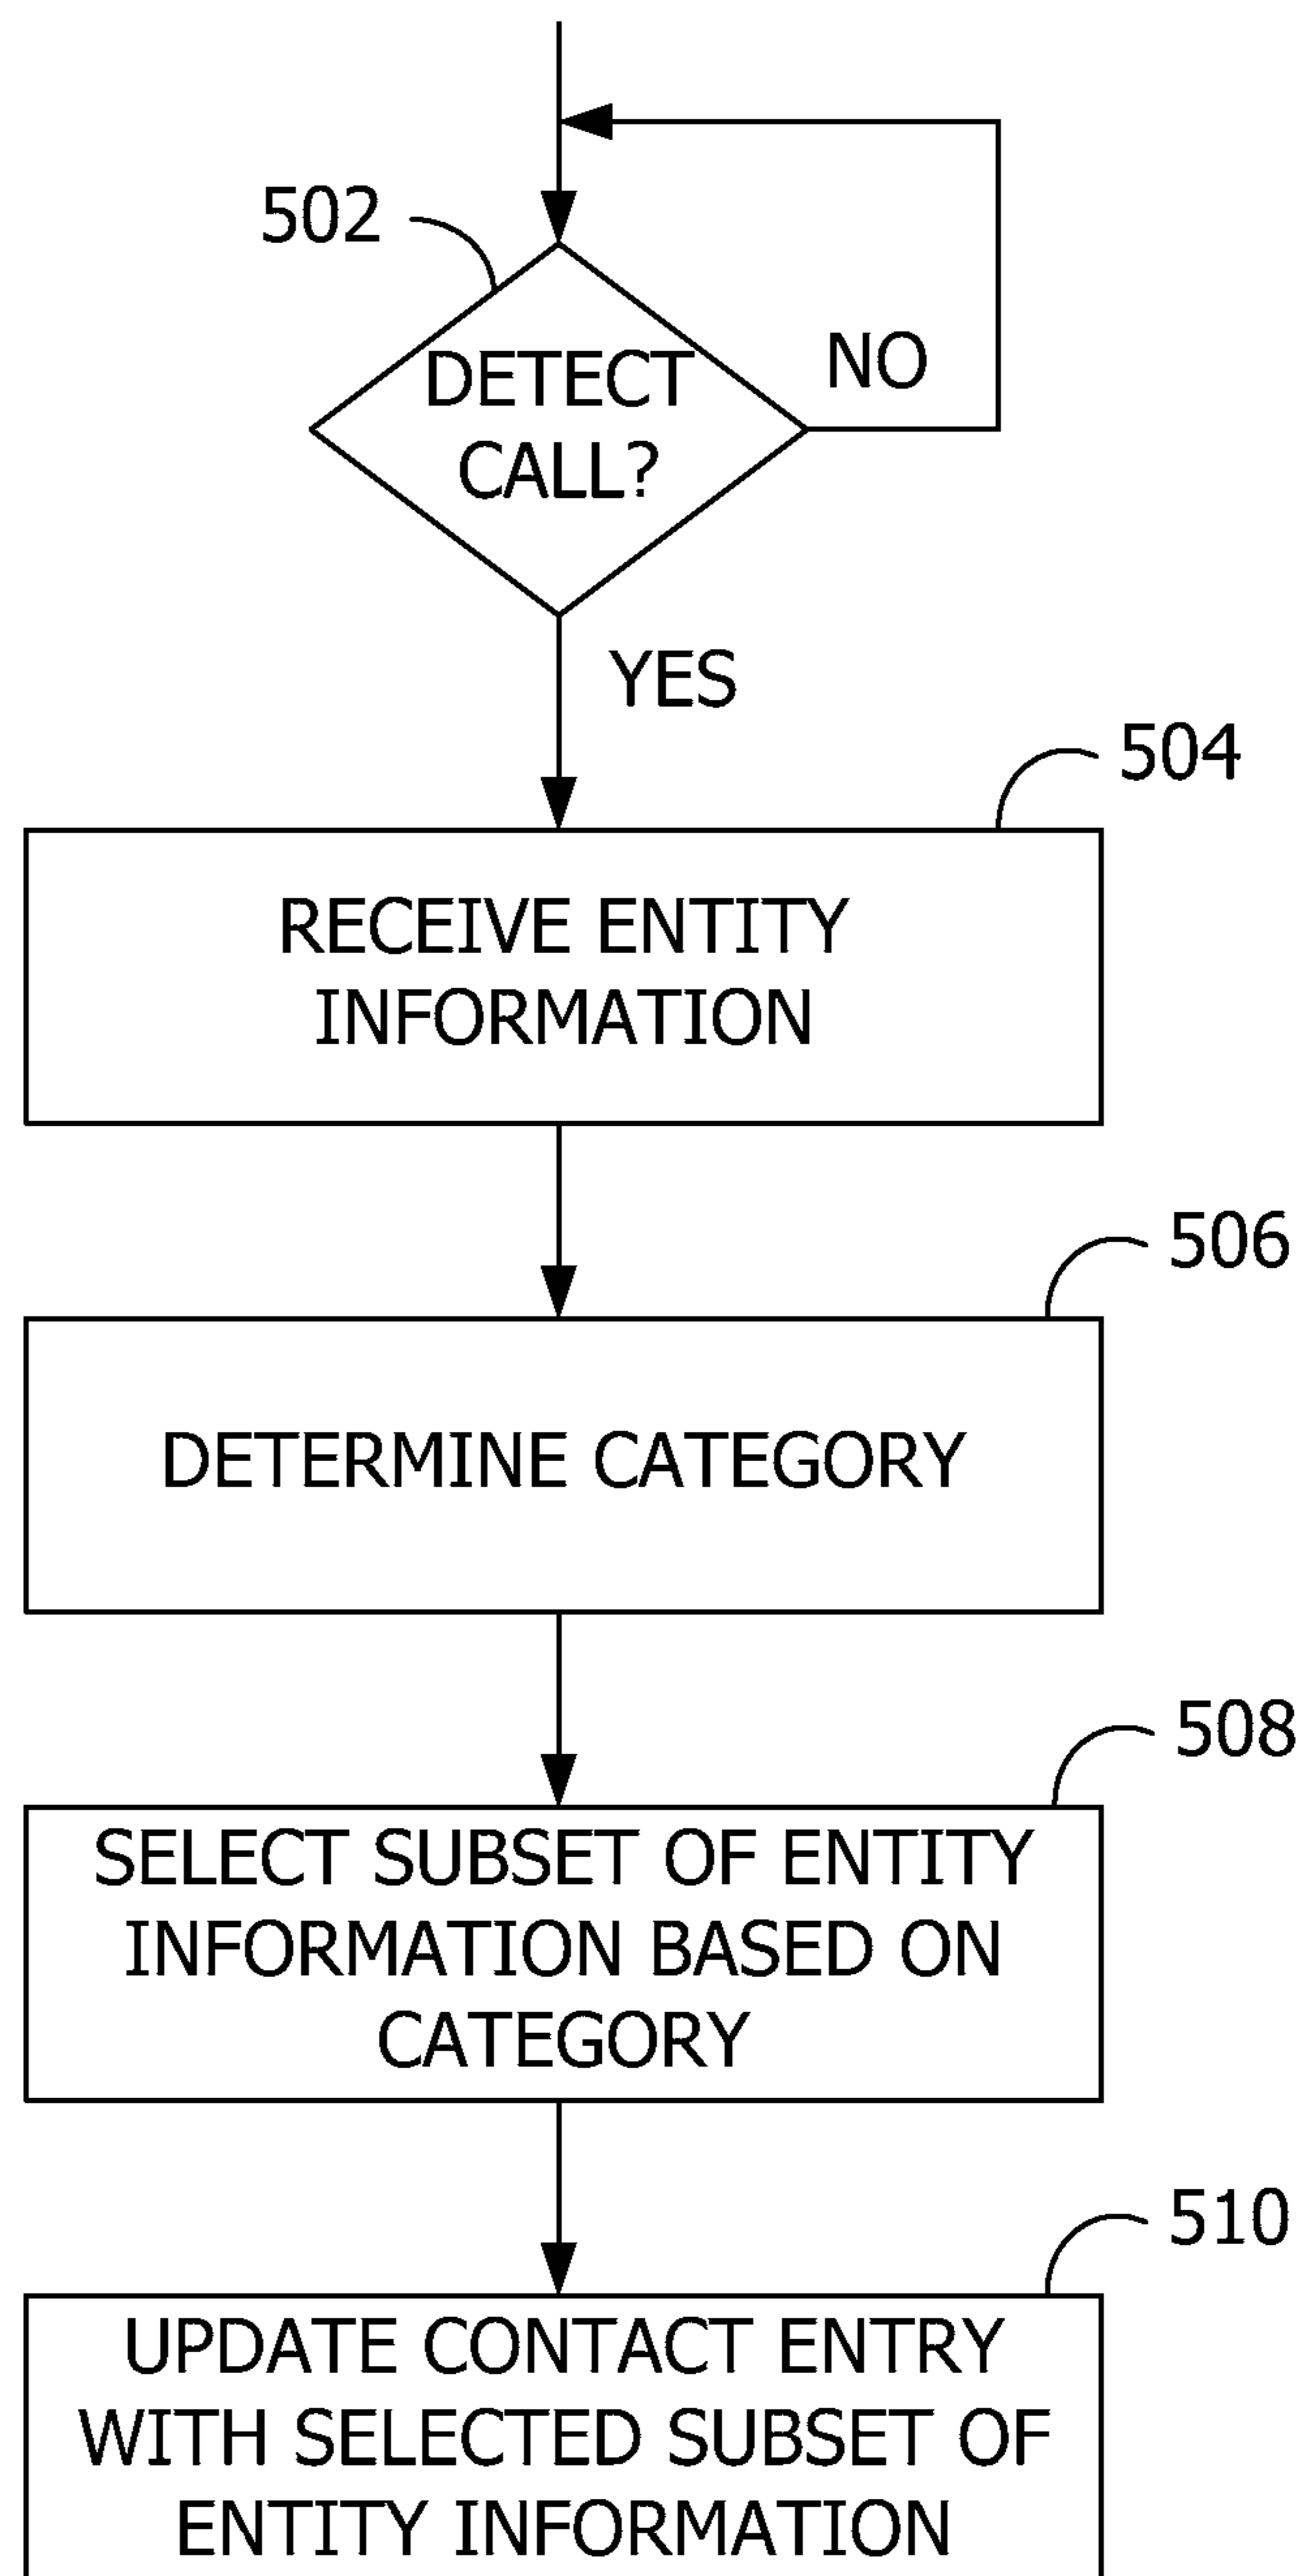 502
DETECT
CALL?
NO
YES
504
RECEIVE ENTITY
INFORMATION
506
DETERMINE CATEGORY
508
SELECT SUBSET OF ENTITY
INFORMATION BASED ON
CATEGORY
510
UPDATE CONTACT ENTRY
WITH SELECTED SUBSET OF
ENTITY INFORMATION